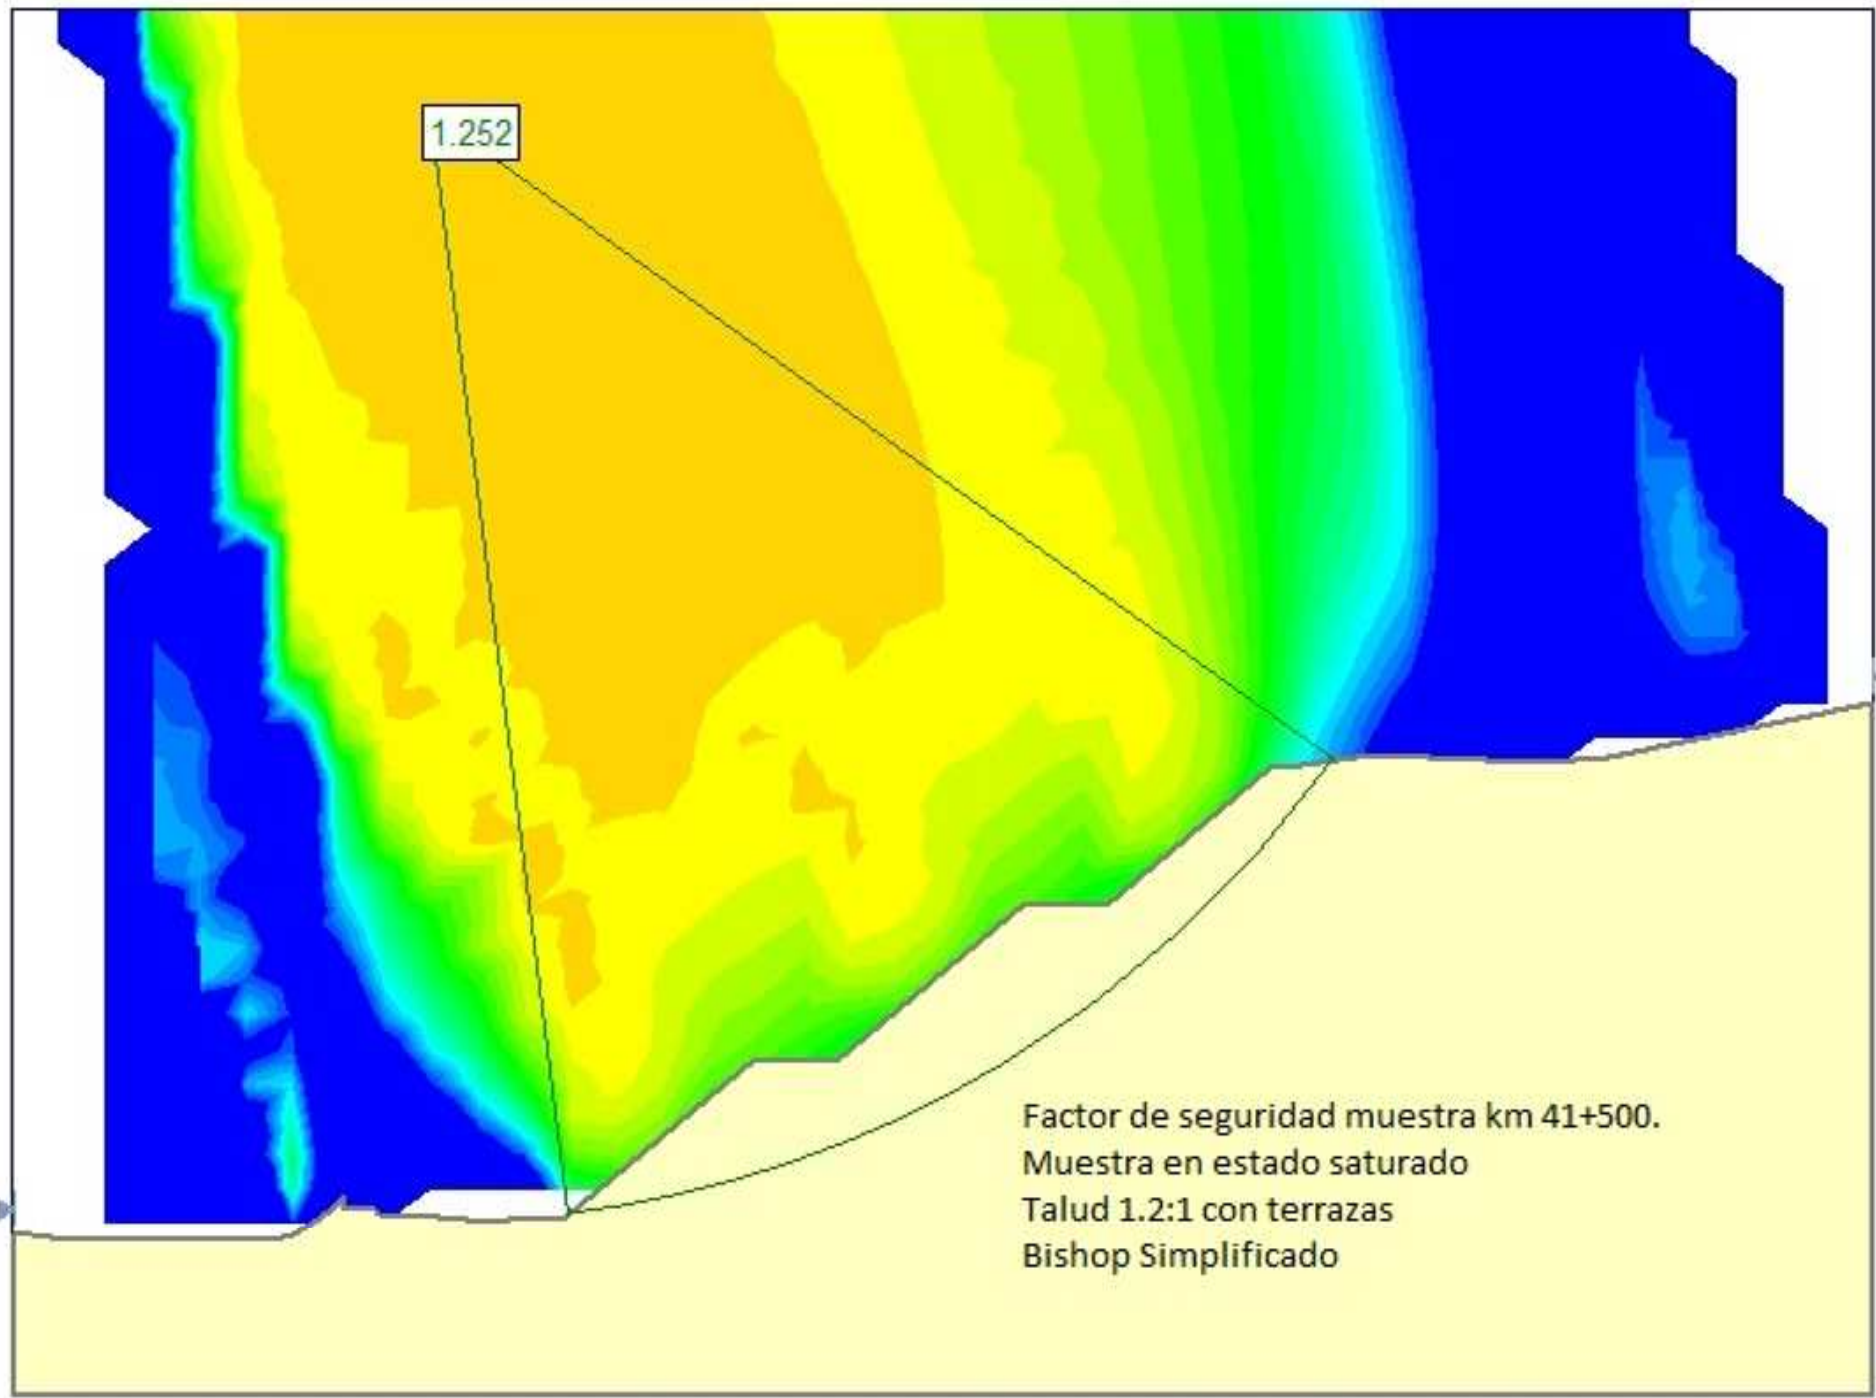 1.252
Factor de seguridad muestra km 41+500.
Muestra en estado saturado
Talud 1.2:1 con terrazas
Bishop Simplificado